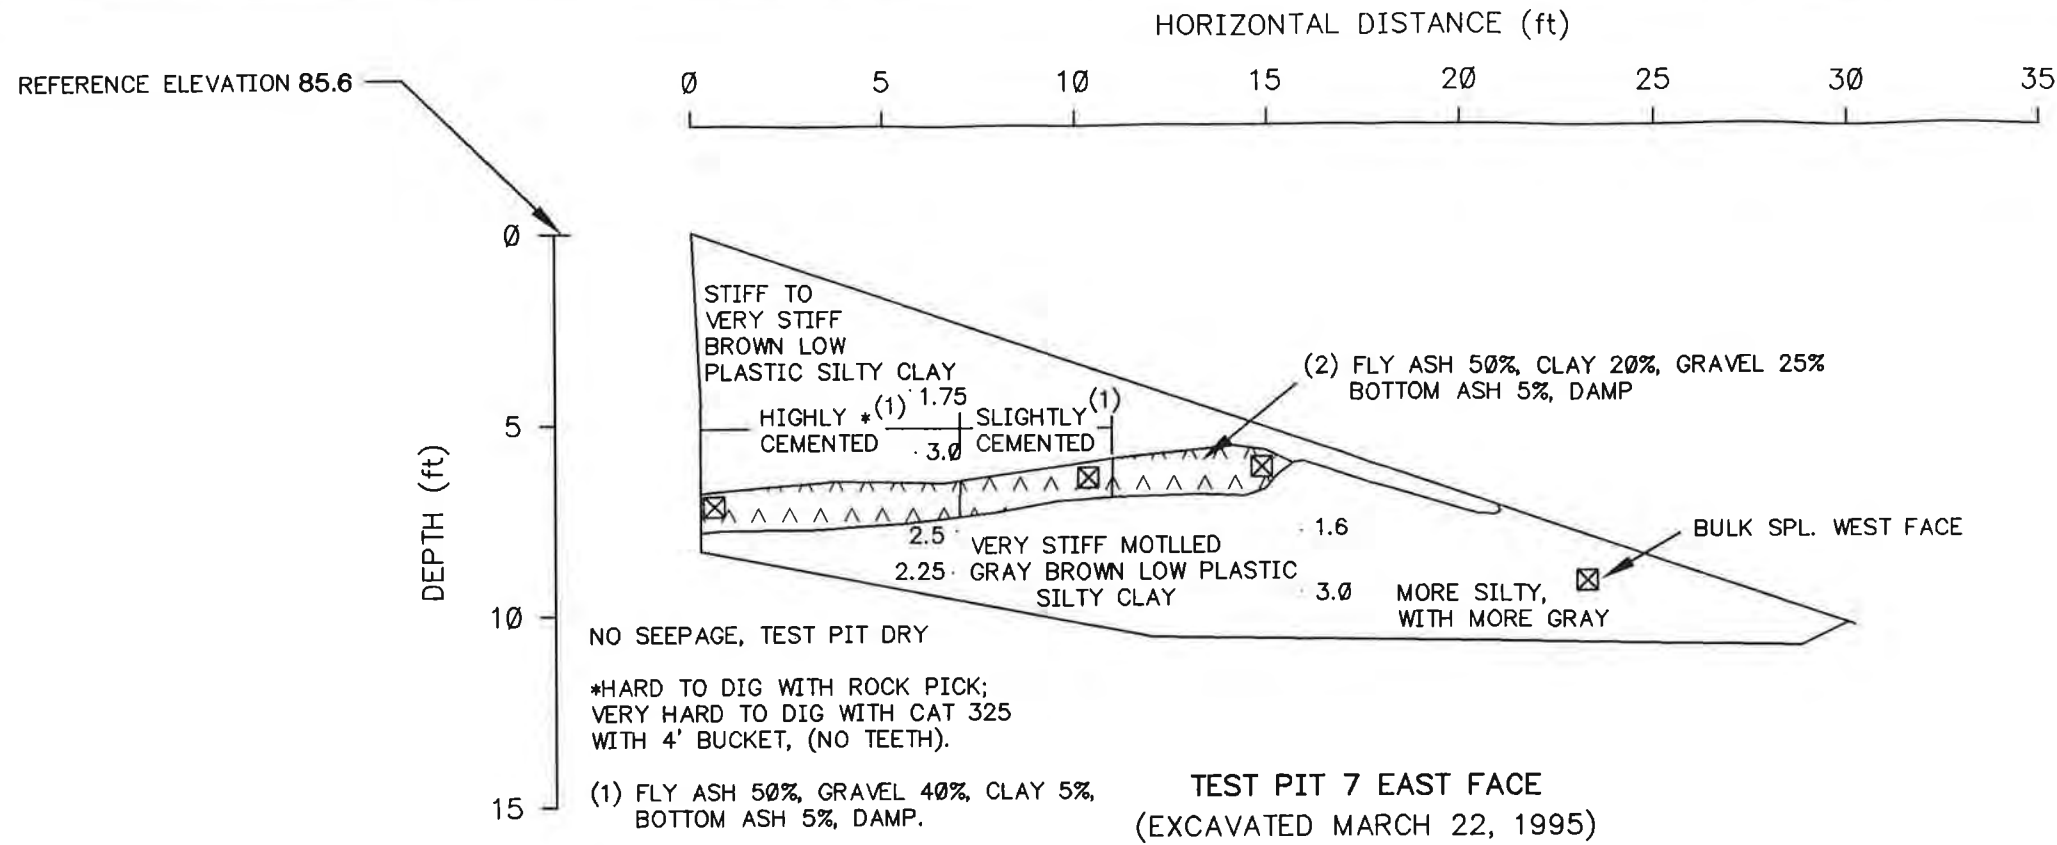 HORIZONTAL DISTANCE (ft)
REFERENCE ELEVATION 85.6
0 5 10 15 20 25 30 35
0
5
10
15
DEPTH (ft)
STIFF TO
VERY STIFF
BROWN LOW
PLASTIC SILTY CLAY
1.75
HIGHLY *(1)
CEMENTED
3.0
SLIGHTLY (1)
CEMENTED
(2) FLY ASH 50%, CLAY 20%, GRAVEL 25%
BOTTOM ASH 5%, DAMP
2.5
2.25
VERY STIFF MOTLLED
GRAY BROWN LOW PLASTIC
SILTY CLAY
1.6
3.0
MORE SILTY,
WITH MORE GRAY
BULK SPL. WEST FACE
NO SEEPAGE, TEST PIT DRY
*HARD TO DIG WITH ROCK PICK;
VERY HARD TO DIG WITH CAT 325
WITH 4' BUCKET, (NO TEETH).
(1) FLY ASH 50%, GRAVEL 40%, CLAY 5%,
BOTTOM ASH 5%, DAMP.
TEST PIT 7 EAST FACE
(EXCAVATED MARCH 22, 1995)